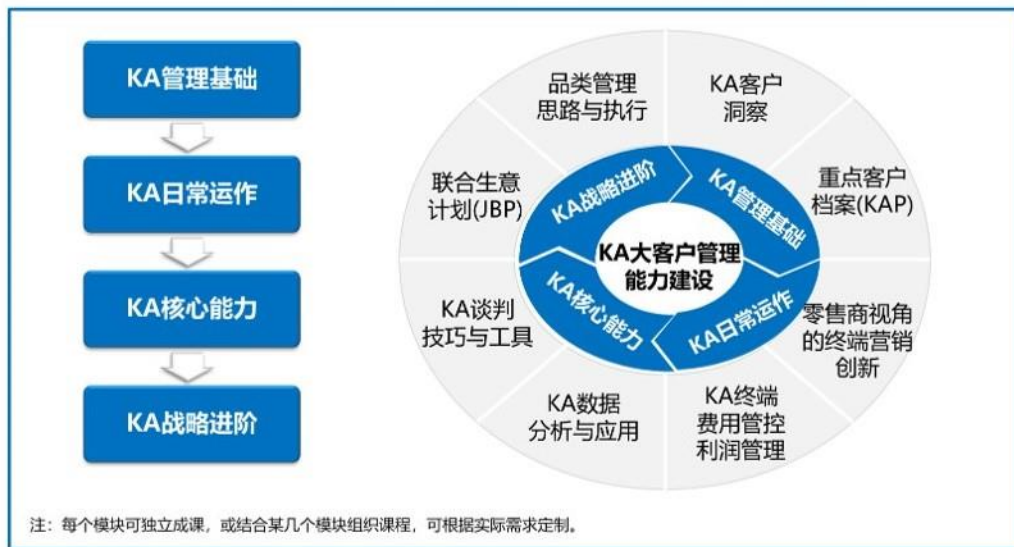 KA管理基础
KA日常运作
KA核心能力
KA战略进阶
品类管理
思路与执行
KA客户
洞察
联合生意
计划(JBP)
重点客户
档案(KAP)
KA战略进阶
KA管理基础
KA大客户管理
能力建设
KA核心能力
KA日常运作
KA谈判
技巧与工具
零售商视角
的终端营销
创新
KA数据
分析与应用
KA终端
费用管控
利润管理
注：每个模块可独立成课，或结合某几个模块组织课程，可根据实际需求定制。